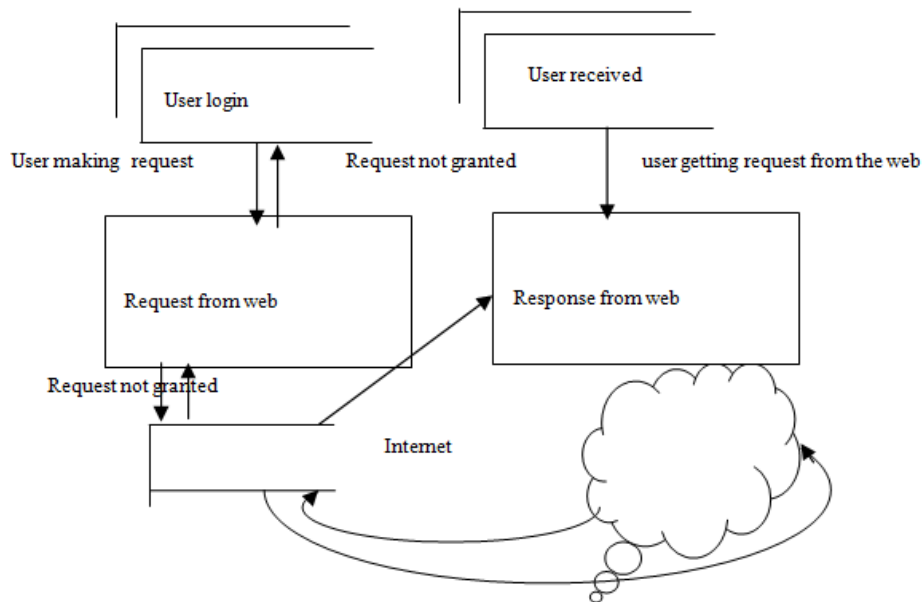 User login
User received
User making request
Request not granted
user getting request from the web
Request from web
Response from web
Request not granted
Internet